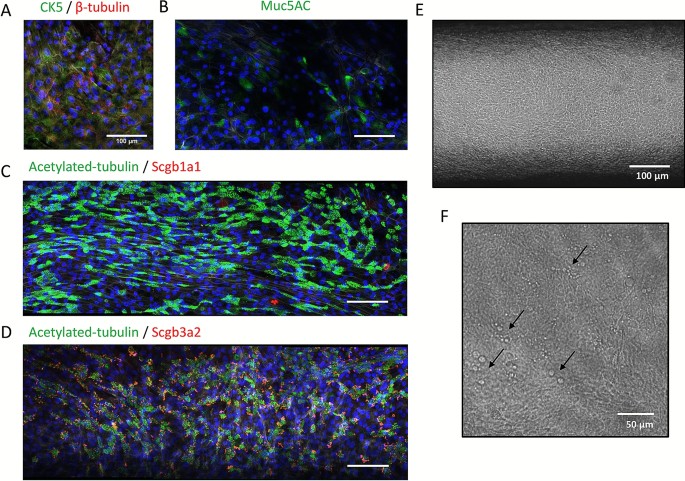 A
CK5 / β-tubulin
100 µm
B
Muc5AC
C
Acetylated-tubulin / Scgb1a1
D
Acetylated-tubulin / Scgb3a2
E
100 µm
F
50 µm